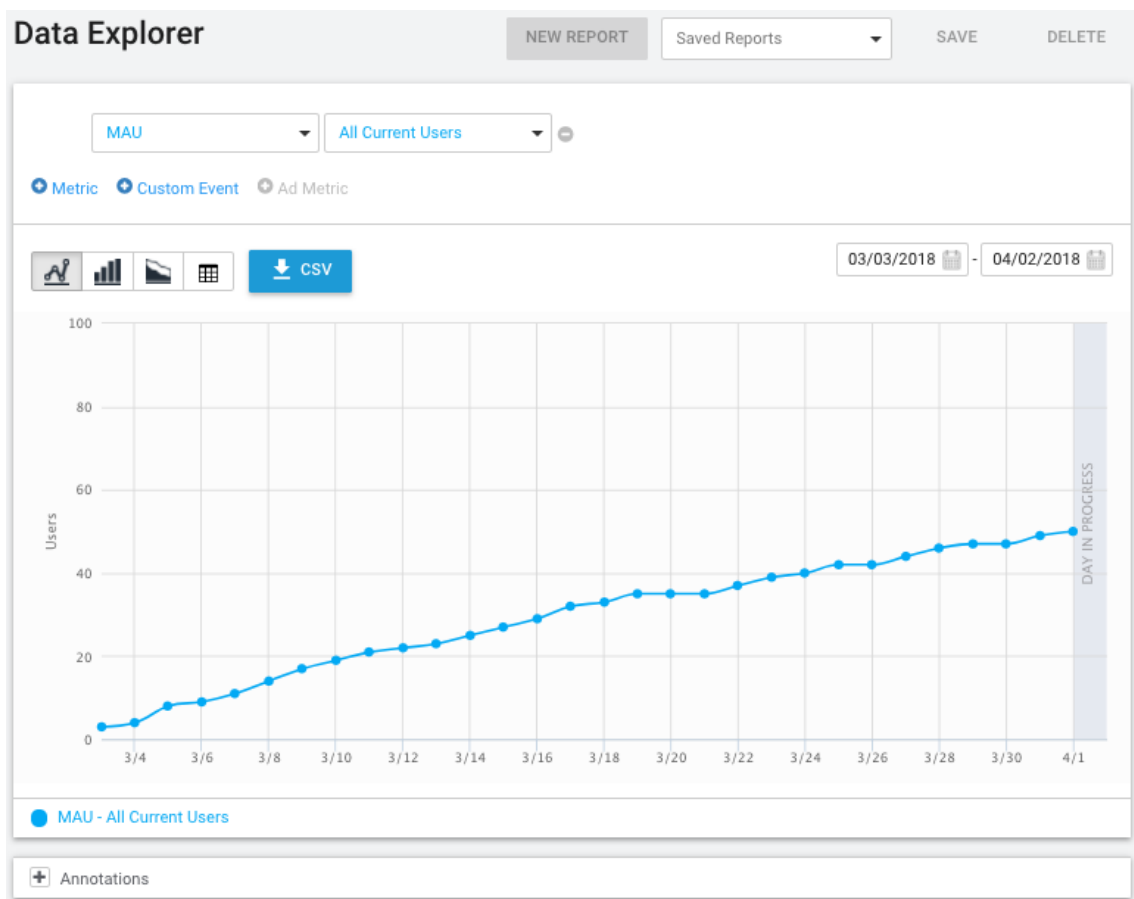 Data Explorer NEW REPORT Saved Reports SAVE DELETE
MAU All Current Users
Metric Custom Event Ad Metric
CSV 03/03/2018 - 04/02/2018
100
80
60
40
20
0
Users
DAY IN PROGRESS
3/4 3/6 3/8 3/10 3/12 3/14 3/16 3/18 3/20 3/22 3/24 3/26 3/28 3/30 4/1
MAU - All Current Users
Annotations